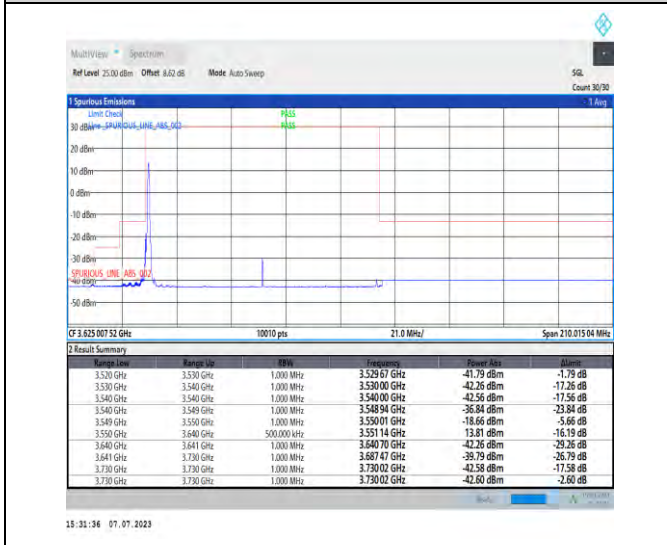 MultiView Spectrum
Ref Level 25.00 dBm Offset 8.62 dB Mode Auto Sweep SGL
Count 30/30
1 Spurious Emissions 1 Avg
Limit Check PASS
30 dBm Line _SPURIOUS_LINE_ABS_002 PASS
20 dBm
10 dBm
0 dBm
-10 dBm
-20 dBm
-30 dBm
SPURIOUS_LINE_ABS_002
-40 dBm
-50 dBm
CF 3.625 007 52 GHz 10010 pts 21.0 MHz/ Span 210.015 04 MHz
2 Result Summary
Range Low Range Up RBW Frequency Power Abs ΔLimit
3.520 GHz 3.530 GHz 1.000 MHz 3.529 67 GHz -41.79 dBm -1.79 dB
3.530 GHz 3.540 GHz 1.000 MHz 3.530 00 GHz -42.26 dBm -17.26 dB
3.540 GHz 3.540 GHz 1.000 MHz 3.540 00 GHz -42.56 dBm -17.56 dB
3.540 GHz 3.549 GHz 1.000 MHz 3.548 94 GHz -36.84 dBm -23.84 dB
3.549 GHz 3.550 GHz 1.000 MHz 3.550 01 GHz -18.66 dBm -5.66 dB
3.550 GHz 3.640 GHz 500.000 kHz 3.551 14 GHz 13.81 dBm -16.19 dB
3.640 GHz 3.641 GHz 1.000 MHz 3.640 70 GHz -42.26 dBm -29.26 dB
3.641 GHz 3.730 GHz 1.000 MHz 3.687 47 GHz -39.79 dBm -26.79 dB
3.730 GHz 3.730 GHz 1.000 MHz 3.730 02 GHz -42.58 dBm -17.58 dB
3.730 GHz 3.730 GHz 1.000 MHz 3.730 02 GHz -42.60 dBm -2.60 dB
15:31:36 07.07.2023